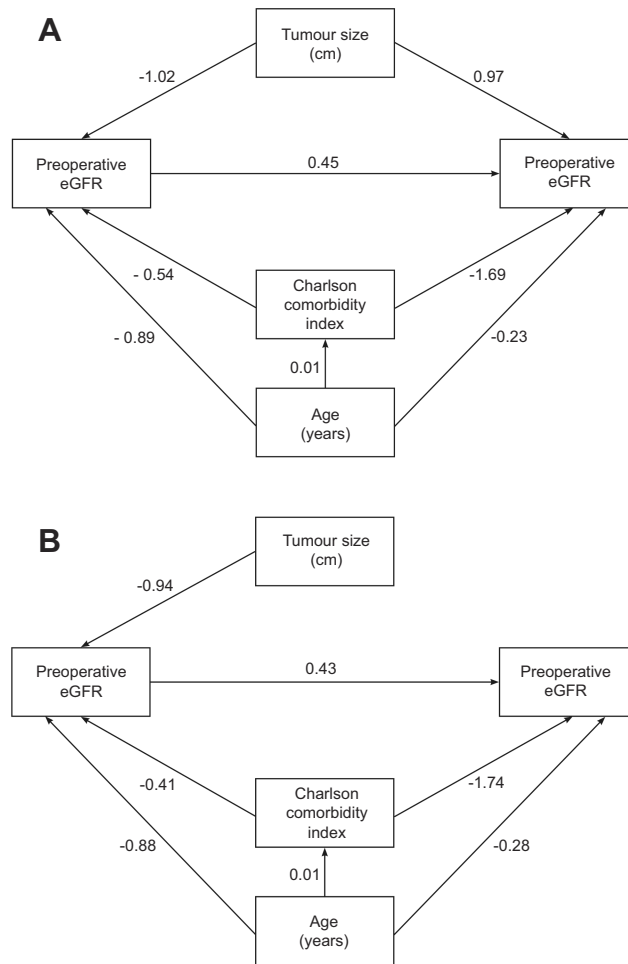 A
Tumour size
(cm)
-1.02
0.97
Preoperative
eGFR
0.45
Preoperative
eGFR
- 0.54
Charlson
comorbidity
index
-1.69
- 0.89
-0.23
0.01
Age
(years)
B
Tumour size
(cm)
-0.94
Preoperative
eGFR
0.43
Preoperative
eGFR
-0.41
Charlson
comorbidity
index
-1.74
-0.88
-0.28
0.01
Age
(years)